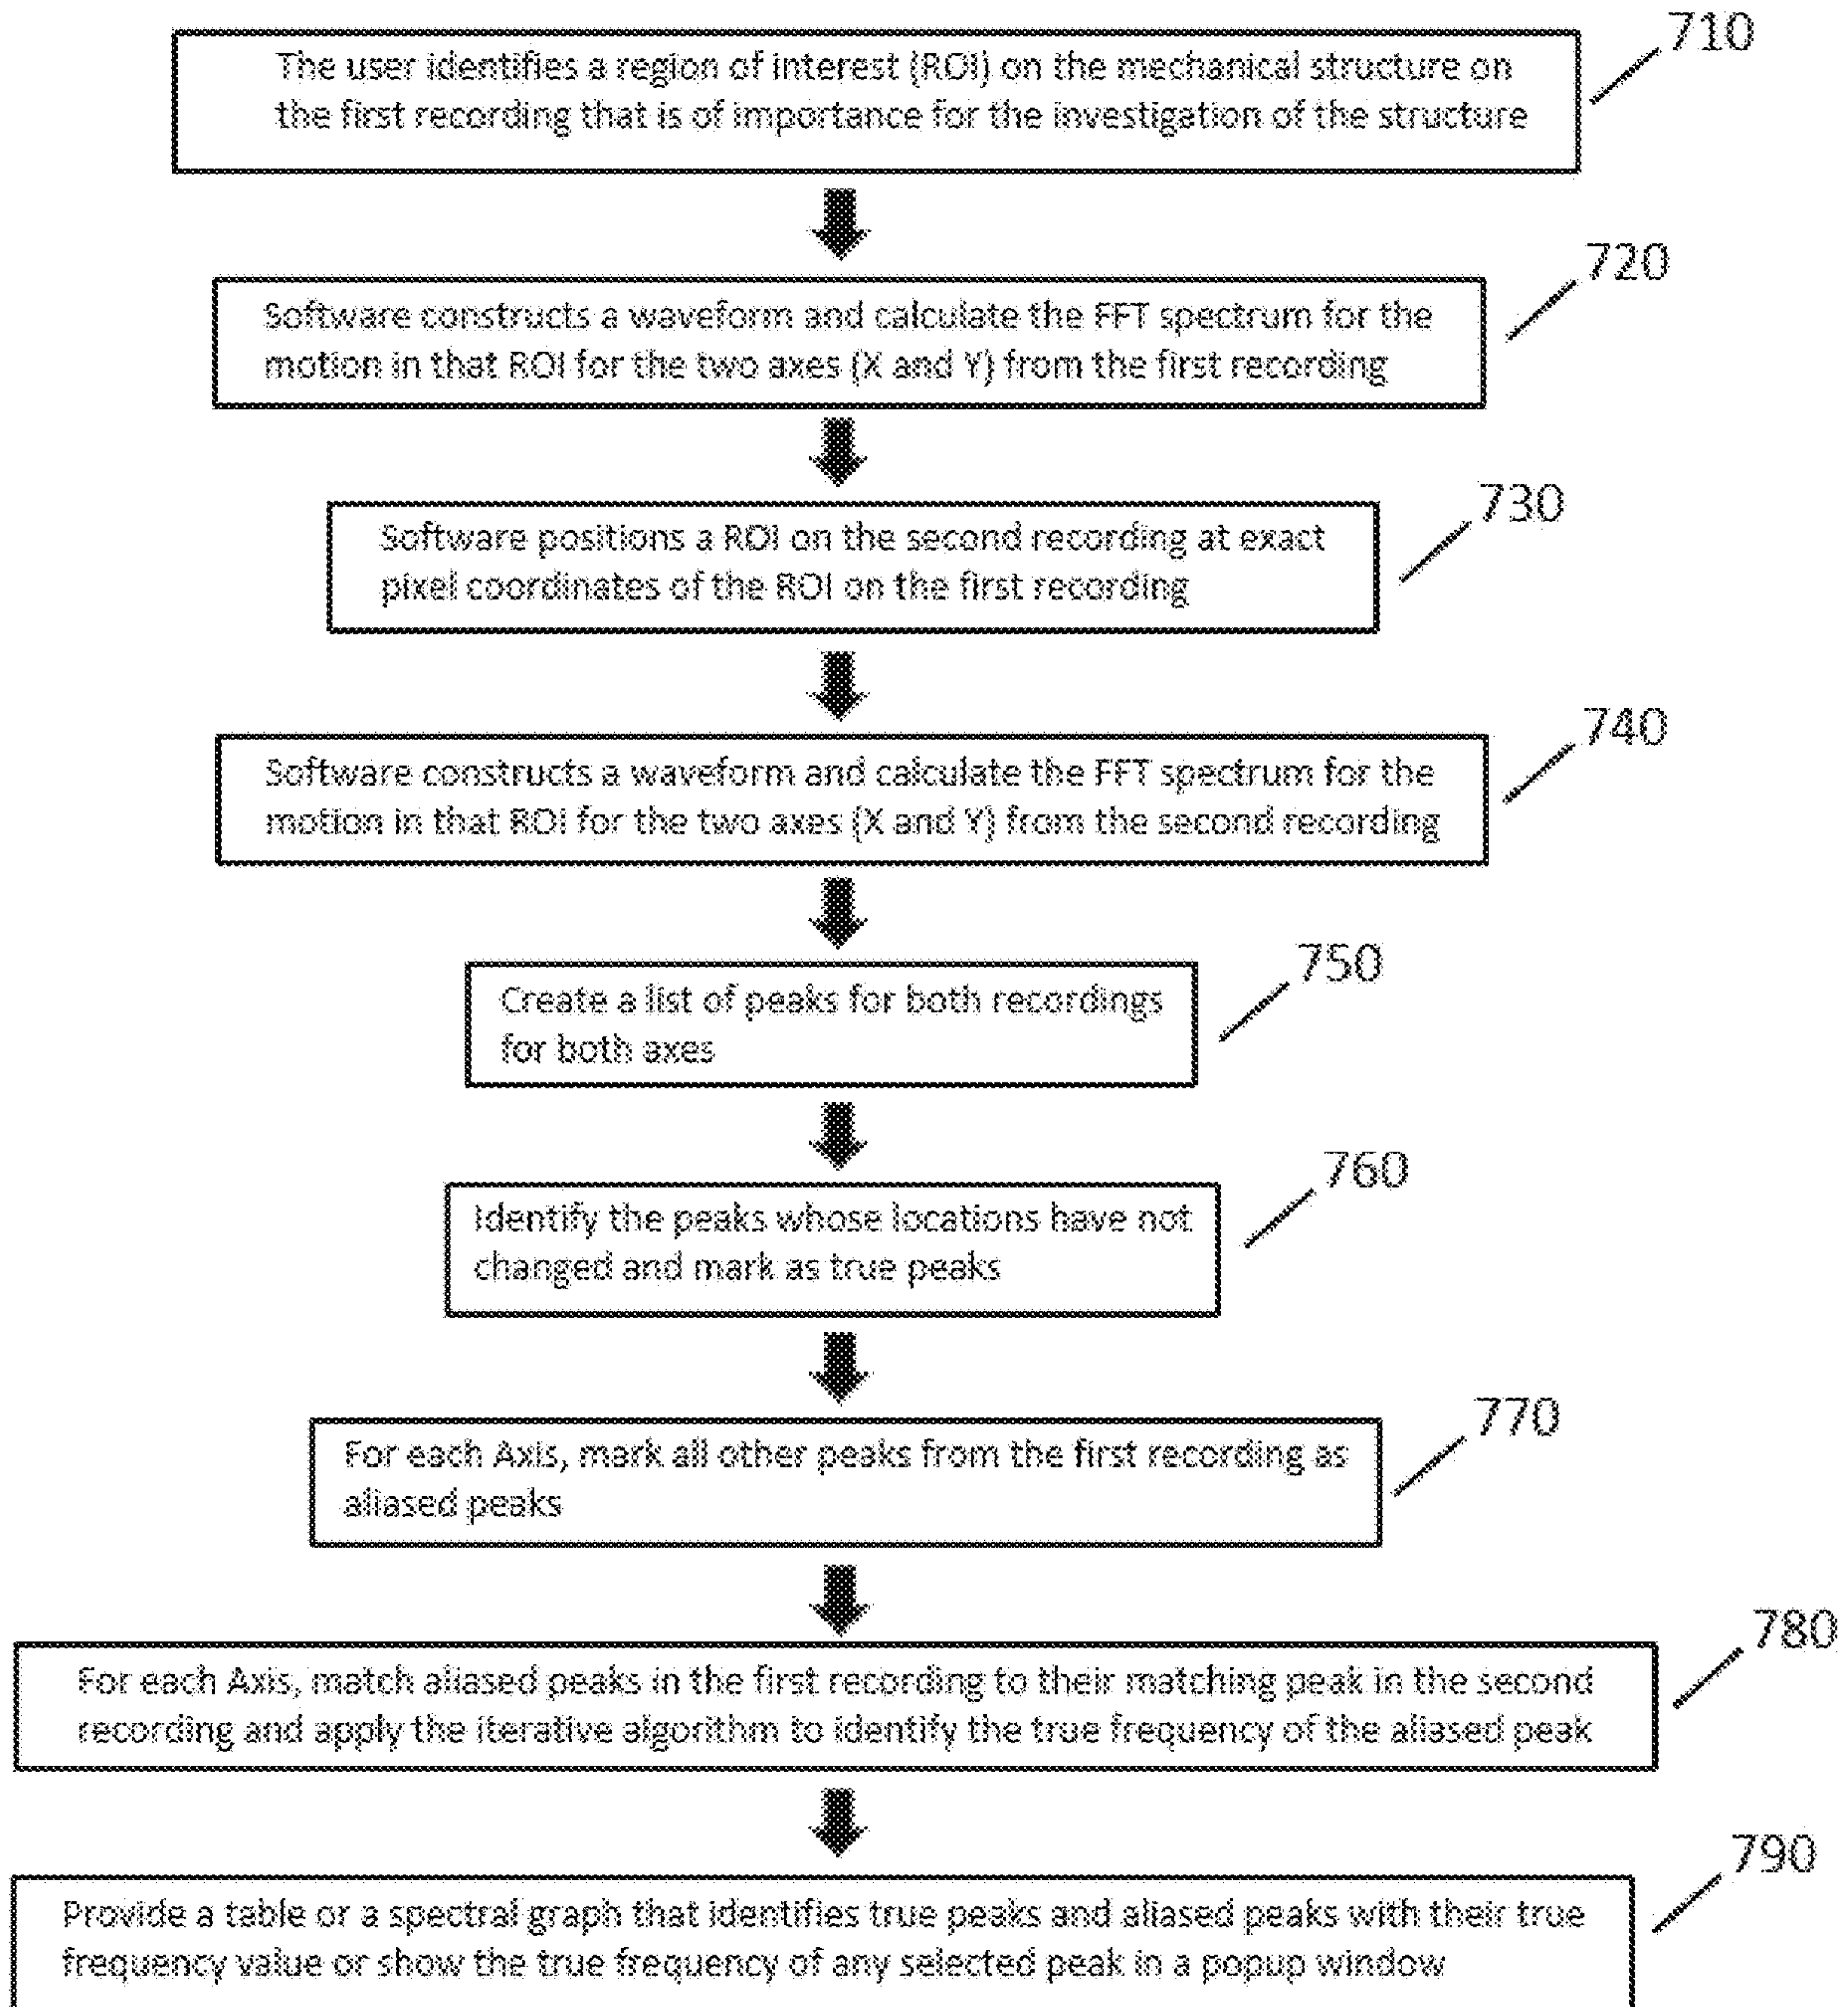 710
The user identifies a region of interest (ROI) on the mechanical structure on
the first recording that is of importance for the investigation of the structure
720
Software constructs a waveform and calculate the FFT spectrum for the
motion in that ROI for the two axes (X and Y) from the first recording
730
Software positions a ROI on the second recording at exact
pixel coordinates of the ROI on the first recording
740
Software constructs a waveform and calculate the FFT spectrum for the
motion in that ROI for the two axes (X and Y) from the second recording
750
Create a list of peaks for both recordings
for both axes
760
Identify the peaks whose locations have not
changed and mark as true peaks
770
For each Axis, mark all other peaks from the first recording as
aliased peaks
780
For each Axis, match aliased peaks in the first recording to their matching peak in the second
recording and apply the iterative algorithm to identify the true frequency of the aliased peak
790
Provide a table or a spectral graph that identifies true peaks and aliased peaks with their true
frequency value or show the true frequency of any selected peak in a popup window